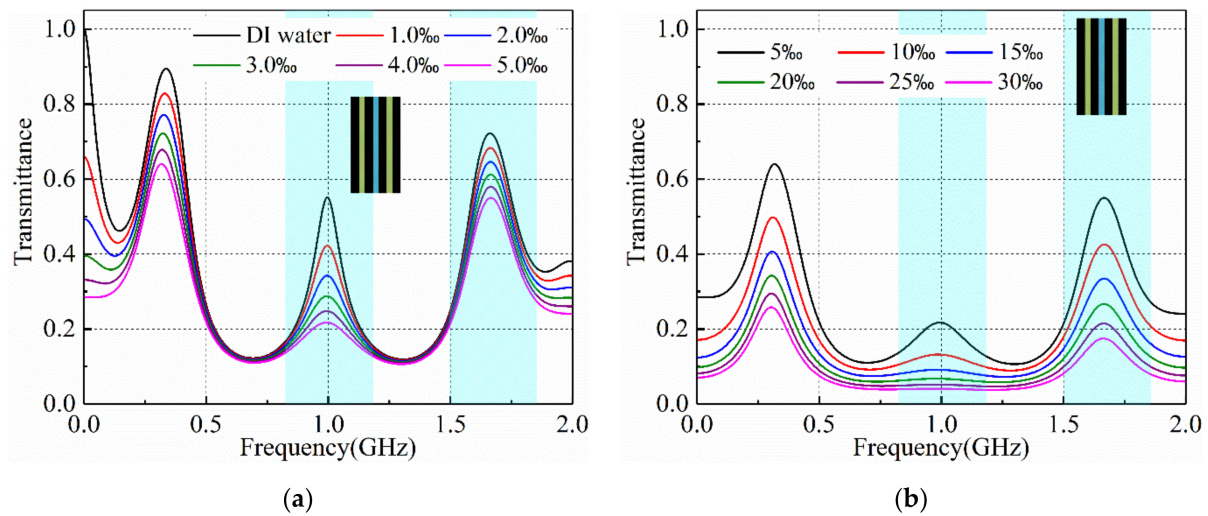 DI water 1.0‰ 2.0‰
3.0‰ 4.0‰ 5.0‰
1.0
0.8
0.6
0.4
0.2
0.0
Transmittance
0.0 0.5 1.0 1.5 2.0
Frequency(GHz)
(a)
5‰ 10‰ 15‰
20‰ 25‰ 30‰
1.0
0.8
0.6
0.4
0.2
0.0
Transmittance
0.0 0.5 1.0 1.5 2.0
Frequency(GHz)
(b)